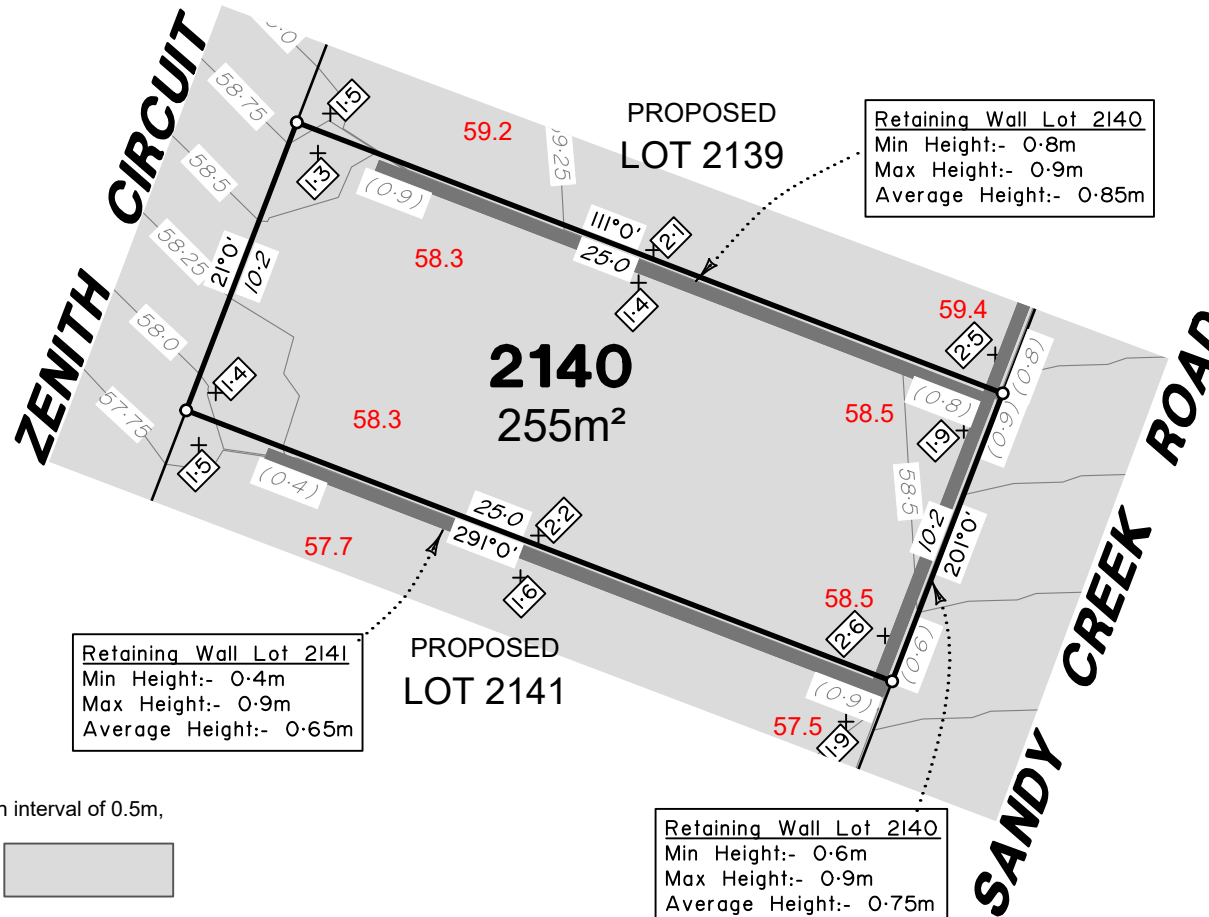 ZENITH CIRCUIT
58·75
58·5
58·25
58·0
57·75
1·5
1·3
59.2
59·25
PROPOSED
LOT 2139
Retaining Wall Lot 2140
Min Height:- 0·8m
Max Height:- 0·9m
Average Height:- 0·85m
(0·9)
111°0'
25·0
2·1
1·4
58.3
21°0'
10·2
59.4
2·5
(0·8)
(0·8)
(0·6)
2140
255m²
58.3
58.5
1·9
58·5
1·4
1·5
(0·4)
25·0
291°0'
2·2
1·6
10·2
201°0'
57.7
58.5
2·6
(0·9)
(0·9)
57.5
1·9
SANDY CREEK ROAD
PROPOSED
LOT 2141
Retaining Wall Lot 2141
Min Height:- 0·4m
Max Height:- 0·9m
Average Height:- 0·65m
n interval of 0.5m,
Retaining Wall Lot 2140
Min Height:- 0·6m
Max Height:- 0·9m
Average Height:- 0·75m